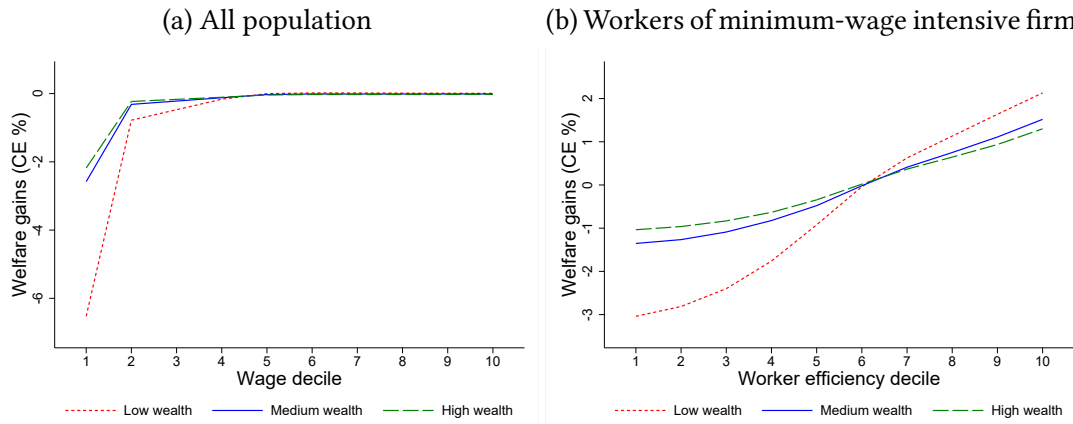 (a) All population
Welfare gains (CE %)
0
-2
-4
-6
1 2 3 4 5 6 7 8 9 10
Wage decile
Low wealth Medium wealth High wealth
(b) Workers of minimum-wage intensive firm
Welfare gains (CE %)
2
1
0
-1
-2
-3
1 2 3 4 5 6 7 8 9 10
Worker efficiency decile
Low wealth Medium wealth High wealth